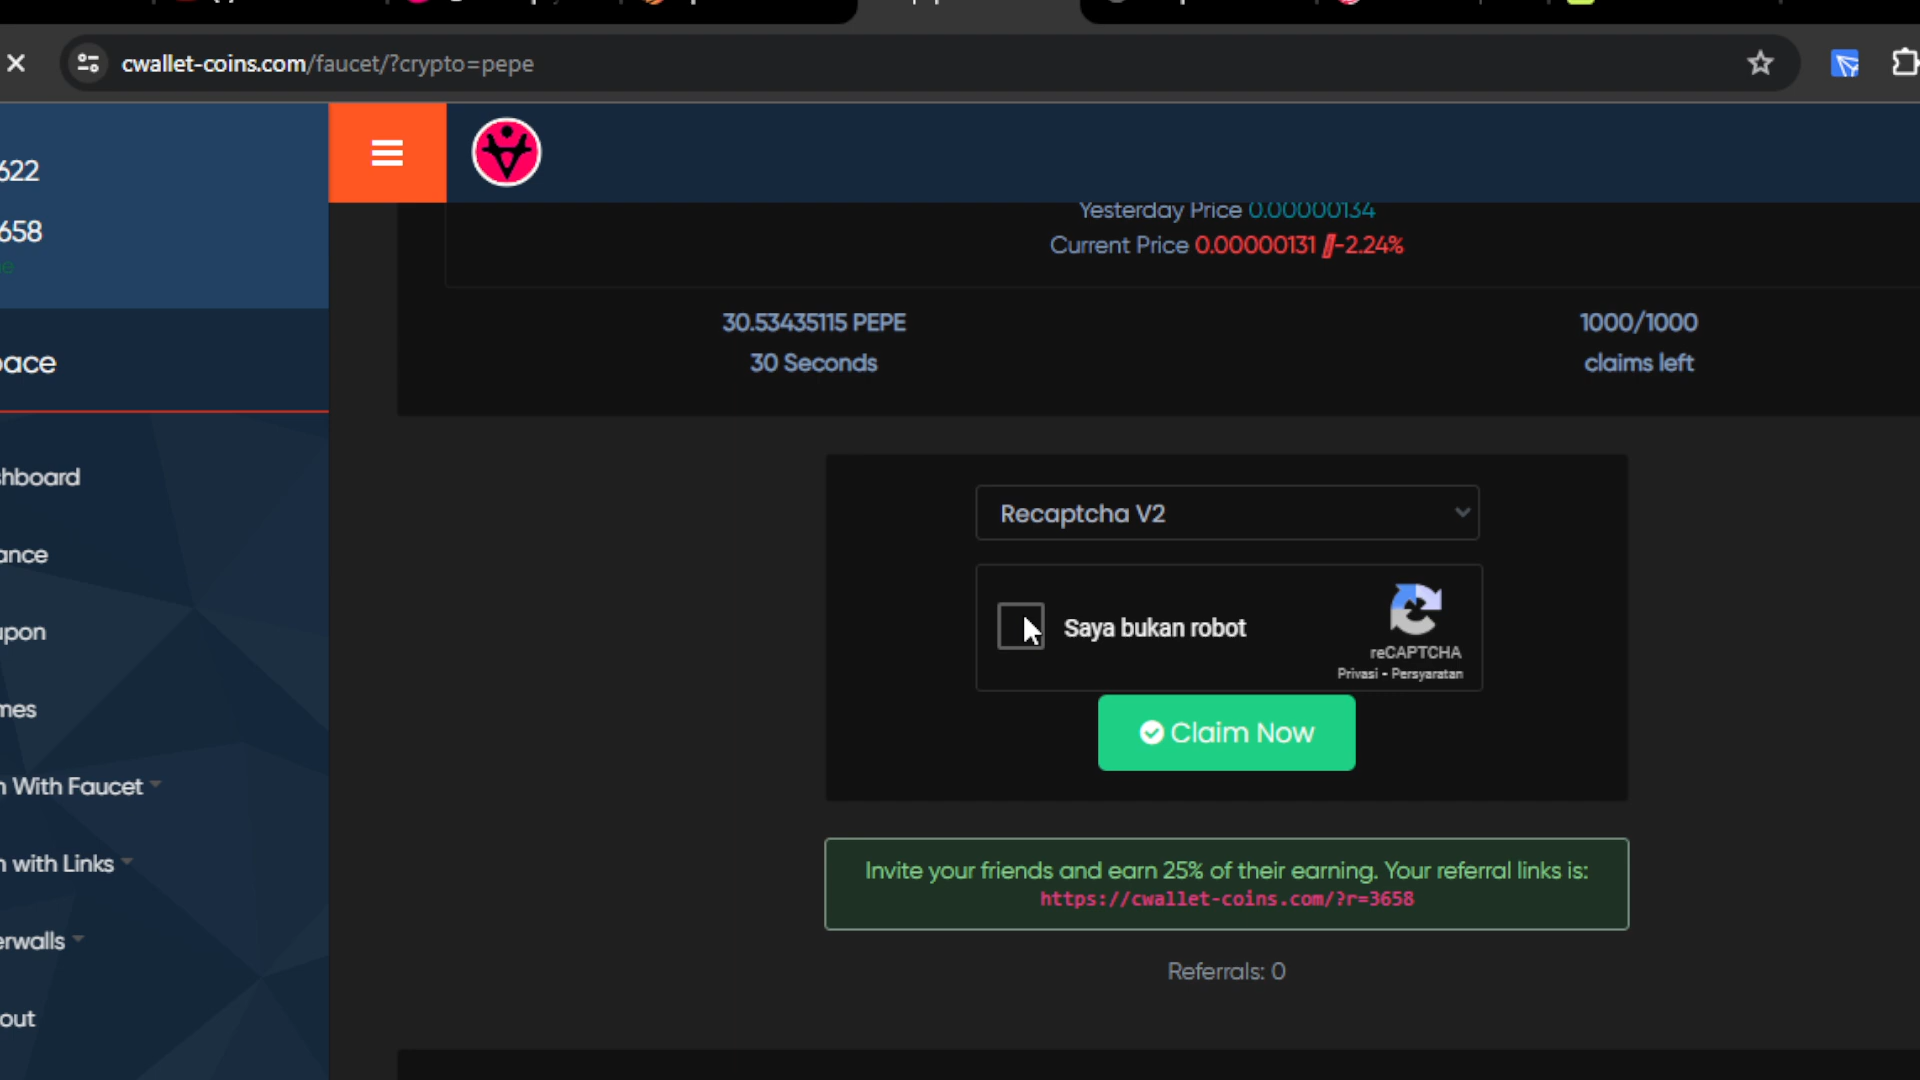 cwallet-coins.com/faucet/?crypto=pepe
622
658
Yesterday Price 0.00000134
Current Price 0.00000131 -2.24%
30.53435115 PEPE
30 Seconds
1000/1000
claims left
pace
hboard
ance
upon
mes
n With Faucet
n with Links
erwalls
out
Recaptcha V2
Saya bukan robot
reCAPTCHA
Privasi - Persyaratan
Claim Now
Invite your friends and earn 25% of their earning. Your referral links is:
https://cwallet-coins.com/?r=3658
Referrals: 0